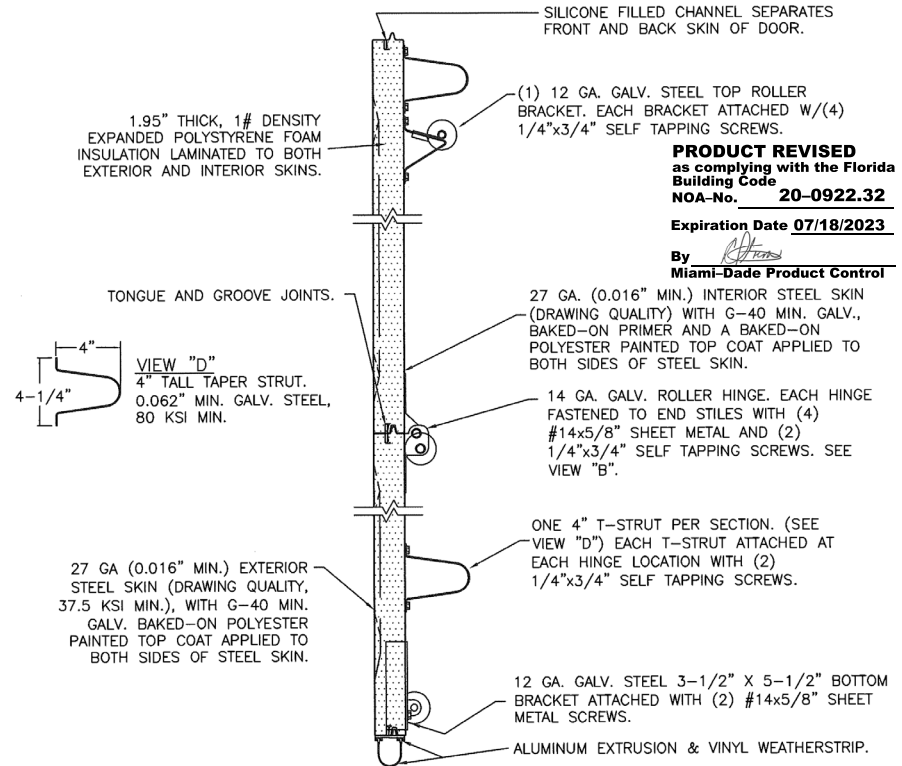 SILICONE FILLED CHANNEL SEPARATES
FRONT AND BACK SKIN OF DOOR.
(1) 12 GA. GALV. STEEL TOP ROLLER
BRACKET. EACH BRACKET ATTACHED W/(4)
1/4"x3/4" SELF TAPPING SCREWS.
1.95" THICK, 1# DENSITY
EXPANDED POLYSTYRENE FOAM
INSULATION LAMINATED TO BOTH
EXTERIOR AND INTERIOR SKINS.
PRODUCT REVISED
as complying with the Florida
Building Code
NOA–No. 20–0922.32
Expiration Date 07/18/2023
By
Miami–Dade Product Control
TONGUE AND GROOVE JOINTS.
27 GA. (0.016" MIN.) INTERIOR STEEL SKIN
(DRAWING QUALITY) WITH G–40 MIN. GALV.,
BAKED–ON PRIMER AND A BAKED–ON
POLYESTER PAINTED TOP COAT APPLIED TO
BOTH SIDES OF STEEL SKIN.
4"
4–1/4"
VIEW "D"
4" TALL TAPER STRUT.
0.062" MIN. GALV. STEEL,
80 KSI MIN.
14 GA. GALV. ROLLER HINGE. EACH HINGE
FASTENED TO END STILES WITH (4)
#14x5/8" SHEET METAL AND (2)
1/4"x3/4" SELF TAPPING SCREWS. SEE
VIEW "B".
ONE 4" T–STRUT PER SECTION. (SEE
VIEW "D") EACH T–STRUT ATTACHED AT
EACH HINGE LOCATION WITH (2)
1/4"x3/4" SELF TAPPING SCREWS.
27 GA (0.016" MIN.) EXTERIOR
STEEL SKIN (DRAWING QUALITY,
37.5 KSI MIN.), WITH G–40 MIN.
GALV. BAKED–ON POLYESTER
PAINTED TOP COAT APPLIED TO
BOTH SIDES OF STEEL SKIN.
12 GA. GALV. STEEL 3–1/2" X 5–1/2" BOTTOM
BRACKET ATTACHED WITH (2) #14x5/8" SHEET
METAL SCREWS.
ALUMINUM EXTRUSION & VINYL WEATHERSTRIP.